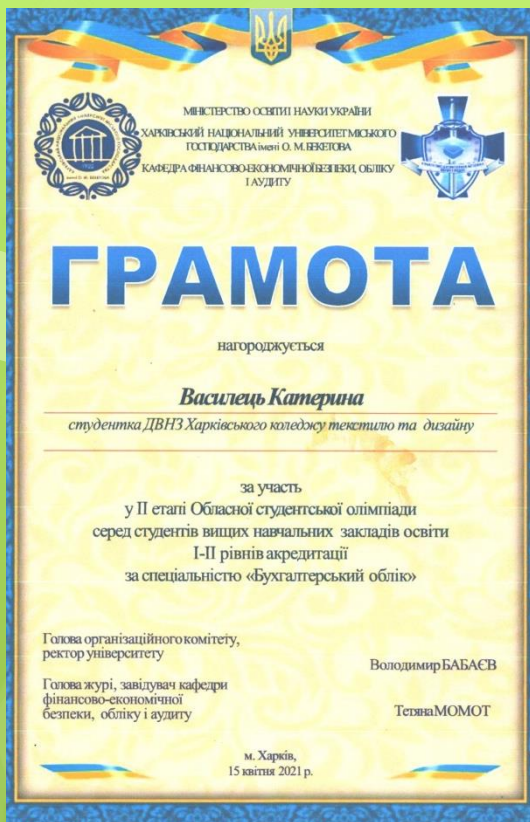 МІНІСТЕРСТВО ОСВІТИ І НАУКИ УКРАЇНИ
ХАРКІВСЬКИЙ НАЦІОНАЛЬНИЙ УНІВЕРСИТЕТ МІСЬКОГО
ГОСПОДАРСТВА імені О. М. БЕКЕТОВА
КАФЕДРА ФІНАНСОВО-ЕКОНОМІЧНОЇ БЕЗПЕКИ, ОБЛІКУ
І АУДИТУ
ГРАМОТА
нагороджується
Василець Катерина
студентка ДВНЗ Харківського коледжу текстилю та дизайну
за участь
у ІІ етапі Обласної студентської олімпіади
серед студентів вищих навчальних закладів освіти
І-ІІ рівнів акредитації
за спеціальністю «Бухгалтерський облік»
Голова організаційного комітету,
ректор університету
Володимир БАБАЄВ
Голова журі, завідувач кафедри
фінансово-економічної
безпеки, обліку і аудиту
Тетяна МОМОТ
м. Харків,
15 квітня 2021 р.